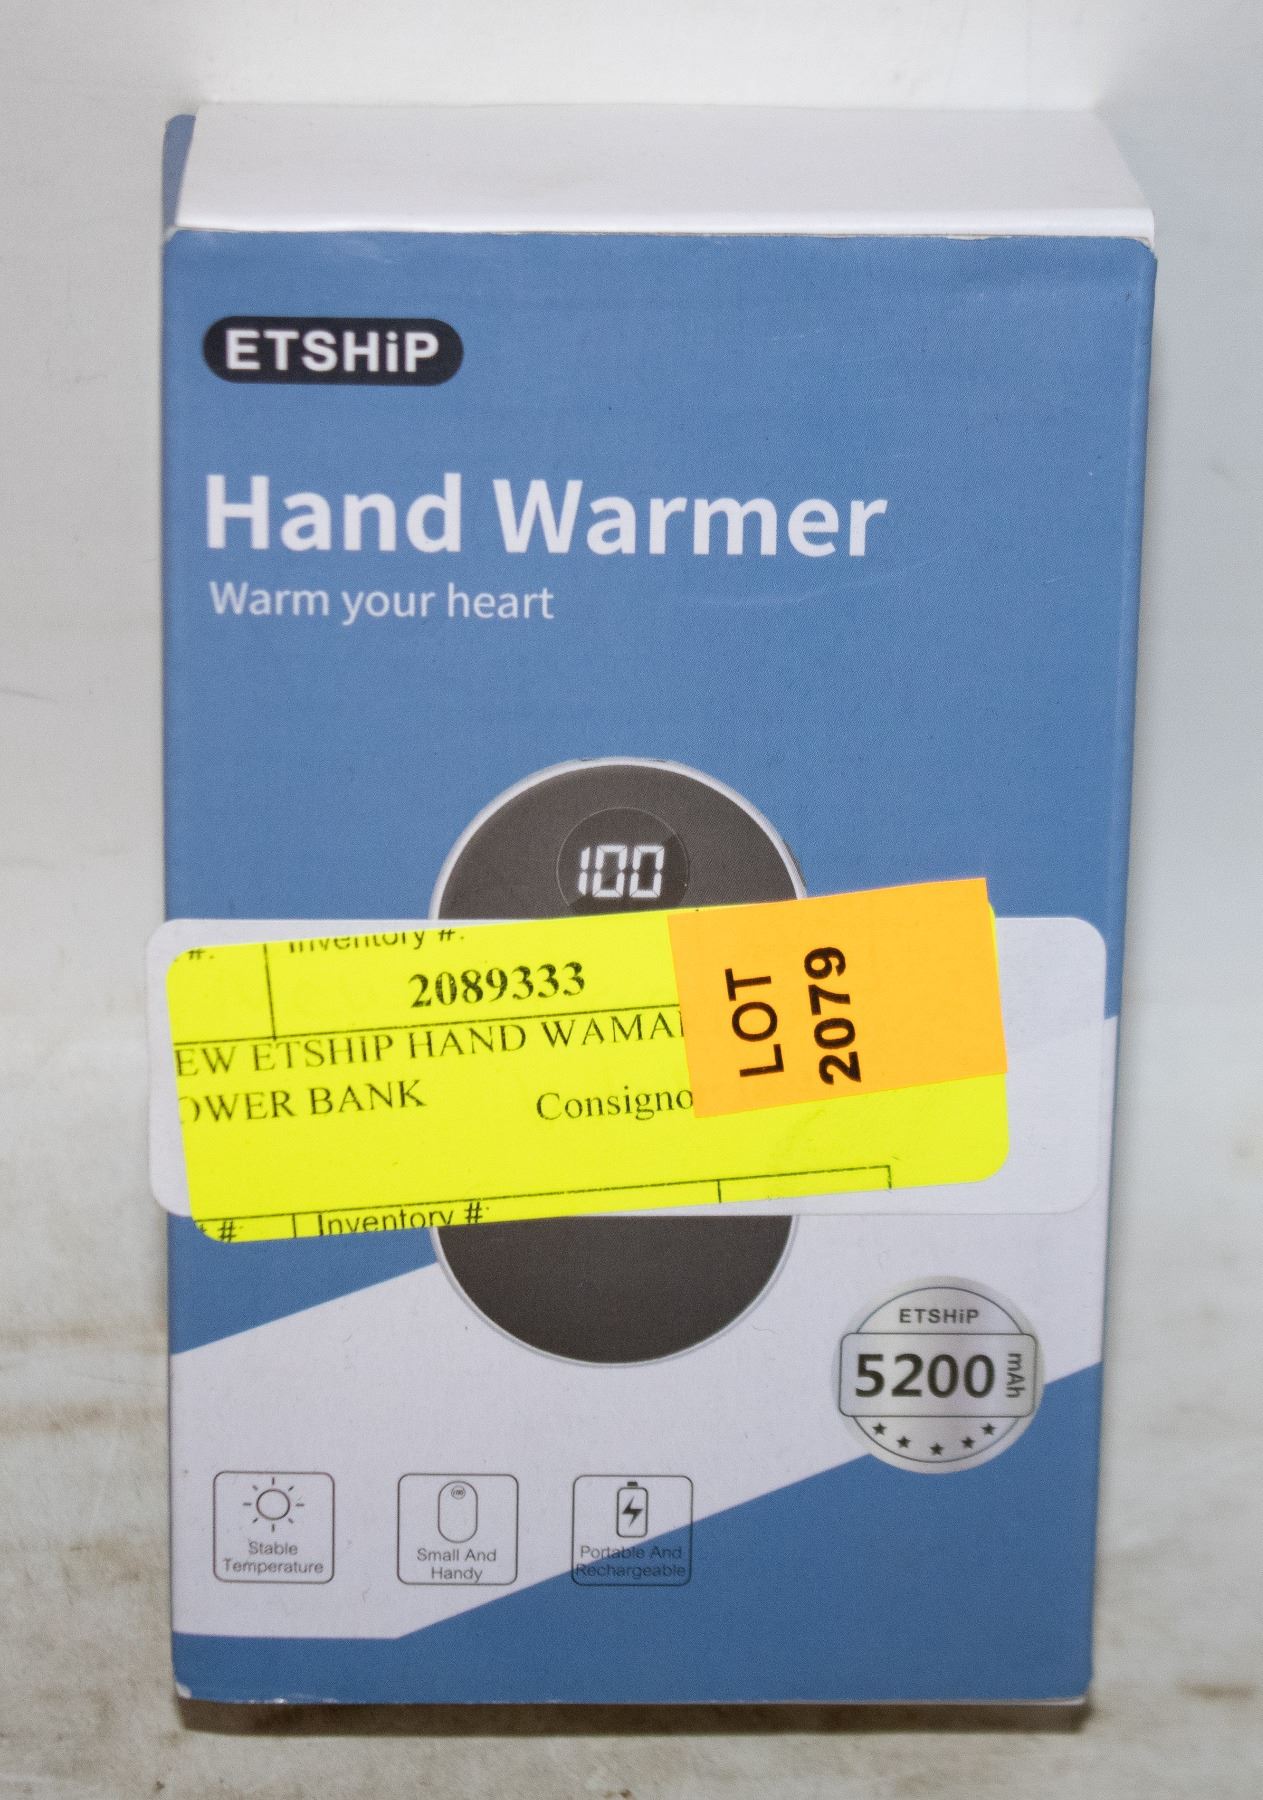 ETSHiP
Hand Warmer
Warm your heart
100
#: Inventory #:
2089333
EW ETSHIP HAND WAMA
OWER BANK Consigno
LOT
2079
#: Inventory #:
ETSHiP
5200 mAh
Stable
Temperature
Small And
Handy
Portable And
Rechargeable